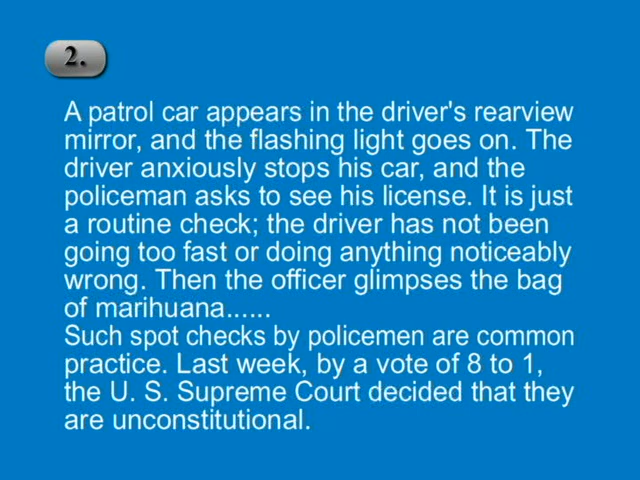 2.
A patrol car appears in the driver's rearview
mirror, and the flashing light goes on. The
driver anxiously stops his car, and the
policeman asks to see his license. It is just
a routine check; the driver has not been
going too fast or doing anything noticeably
wrong. Then the officer glimpses the bag
of marihuana......
Such spot checks by policemen are common
practice. Last week, by a vote of 8 to 1,
the U. S. Supreme Court decided that they
are unconstitutional.